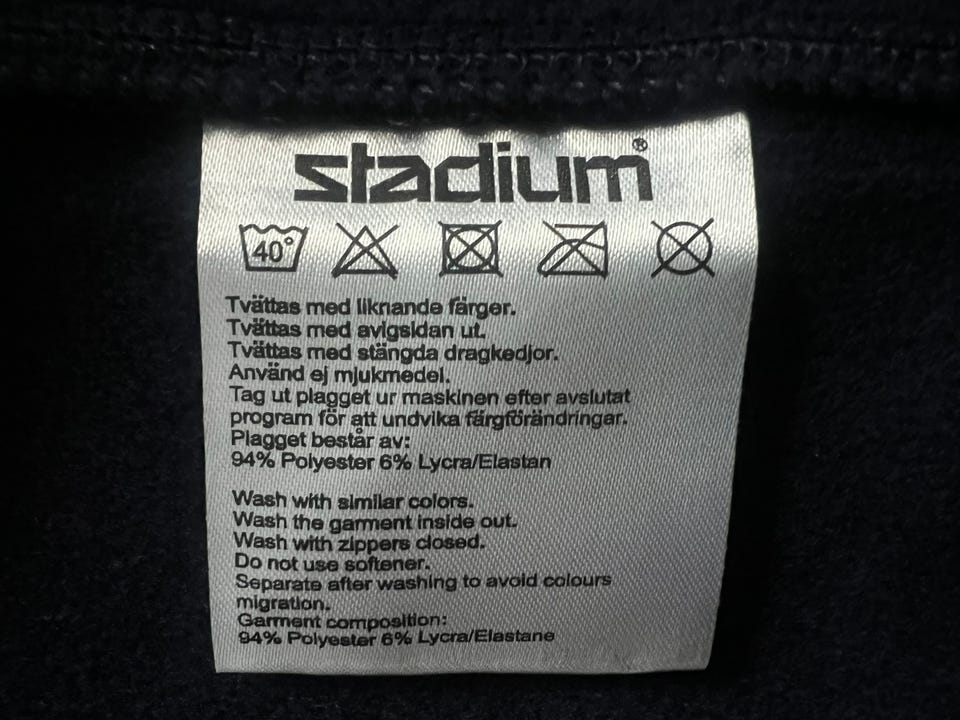 stadium®
40°
Tvättas med liknande färger.
Tvättas med avigsidan ut.
Tvättas med stängda dragkedjor.
Använd ej mjukmedel.
Tag ut plagget ur maskinen efter avslutat
program för att undvika färgförändringar.
Plagget består av:
94% Polyester 6% Lycra/Elastan
Wash with similar colors.
Wash the garment inside out.
Wash with zippers closed.
Do not use softener.
Separate after washing to avoid colours
migration.
Garment composition:
94% Polyester 6% Lycra/Elastane